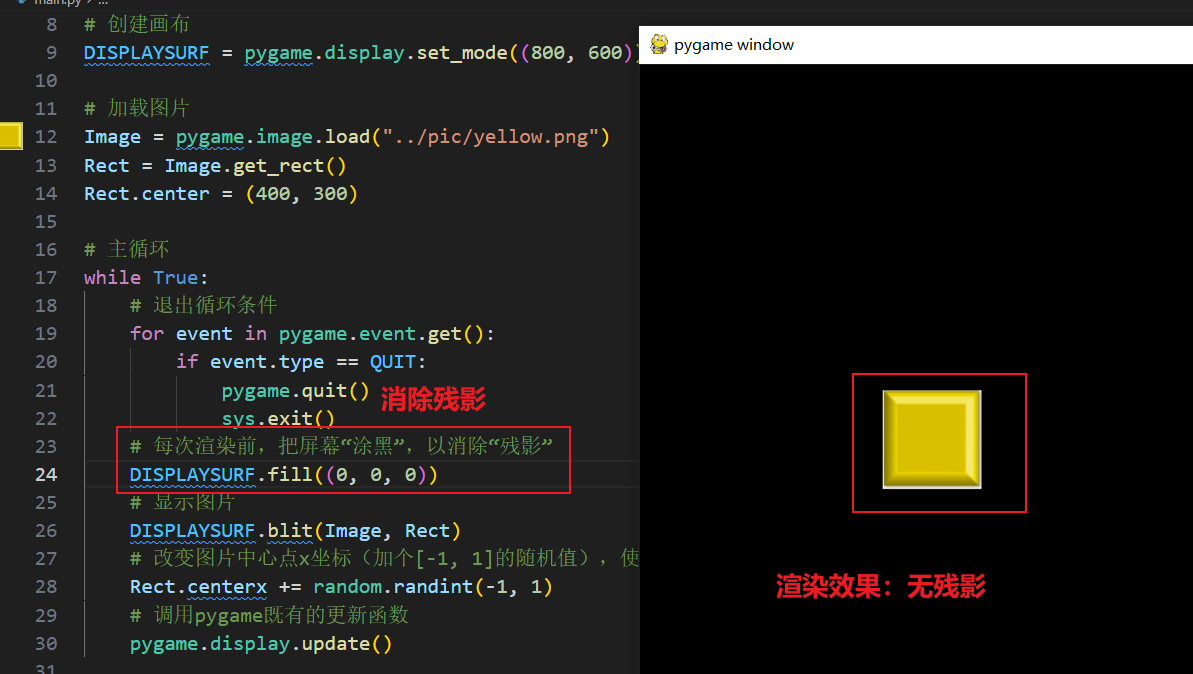 main.py > ...
8 # 创建画布
9 DISPLAYSURF = pygame.display.set_mode((800, 600))
10
11 # 加载图片
12 Image = pygame.image.load("../pic/yellow.png")
13 Rect = Image.get_rect()
14 Rect.center = (400, 300)
15
16 # 主循环
17 while True:
18 # 退出循环条件
19 for event in pygame.event.get():
20 if event.type == QUIT:
21 pygame.quit()
22 sys.exit()
消除残影
23 # 每次渲染前，把屏幕“涂黑”，以消除“残影”
24 DISPLAYSURF.fill((0, 0, 0))
25 # 显示图片
26 DISPLAYSURF.blit(Image, Rect)
27 # 改变图片中心点x坐标（加个[-1, 1]的随机值），使
28 Rect.centerx += random.randint(-1, 1)
29 # 调用pygame既有的更新函数
30 pygame.display.update()
31
pygame window
渲染效果：无残影